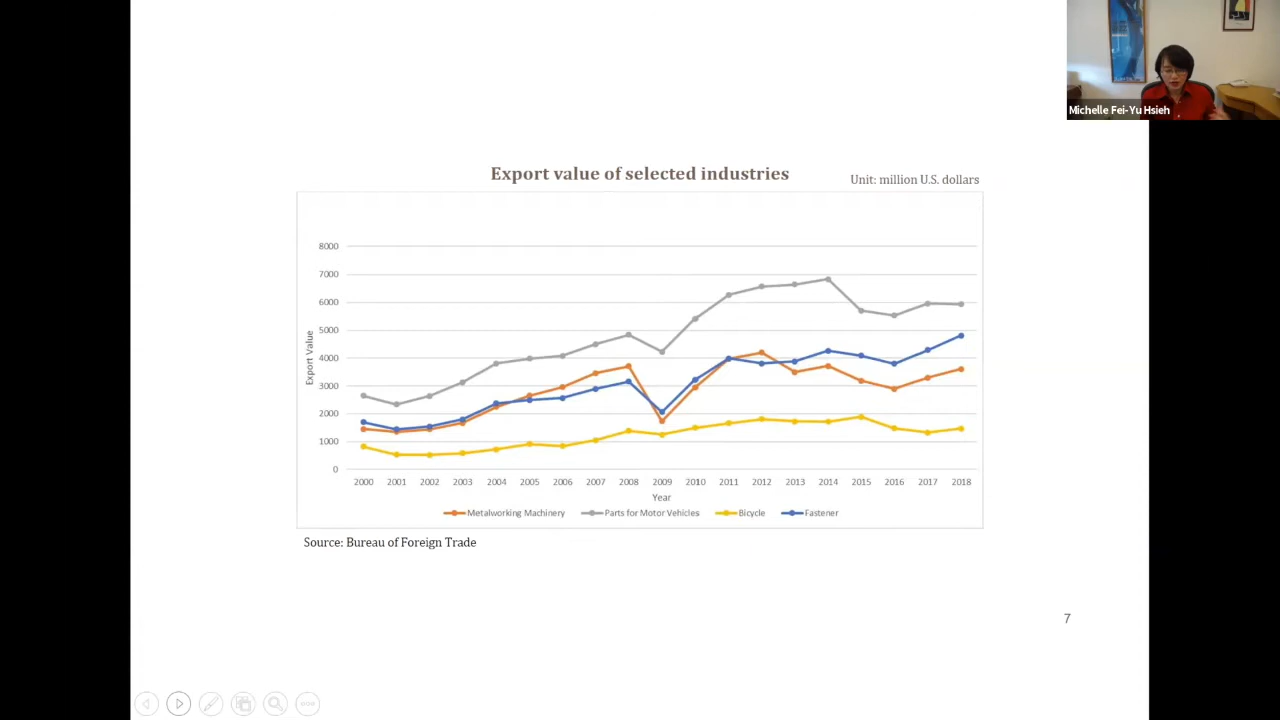 Michelle Fei-Yu Hsieh
Export value of selected industries
Unit: million U.S. dollars
8000
7000
6000
5000
4000
3000
2000
1000
0
Export Value
2000 2001 2002 2003 2004 2005 2006 2007 2008 2009 2010 2011 2012 2013 2014 2015 2016 2017 2018
Year
Metalworking Machinery Parts for Motor Vehicles Bicycle Fastener
Source: Bureau of Foreign Trade
7